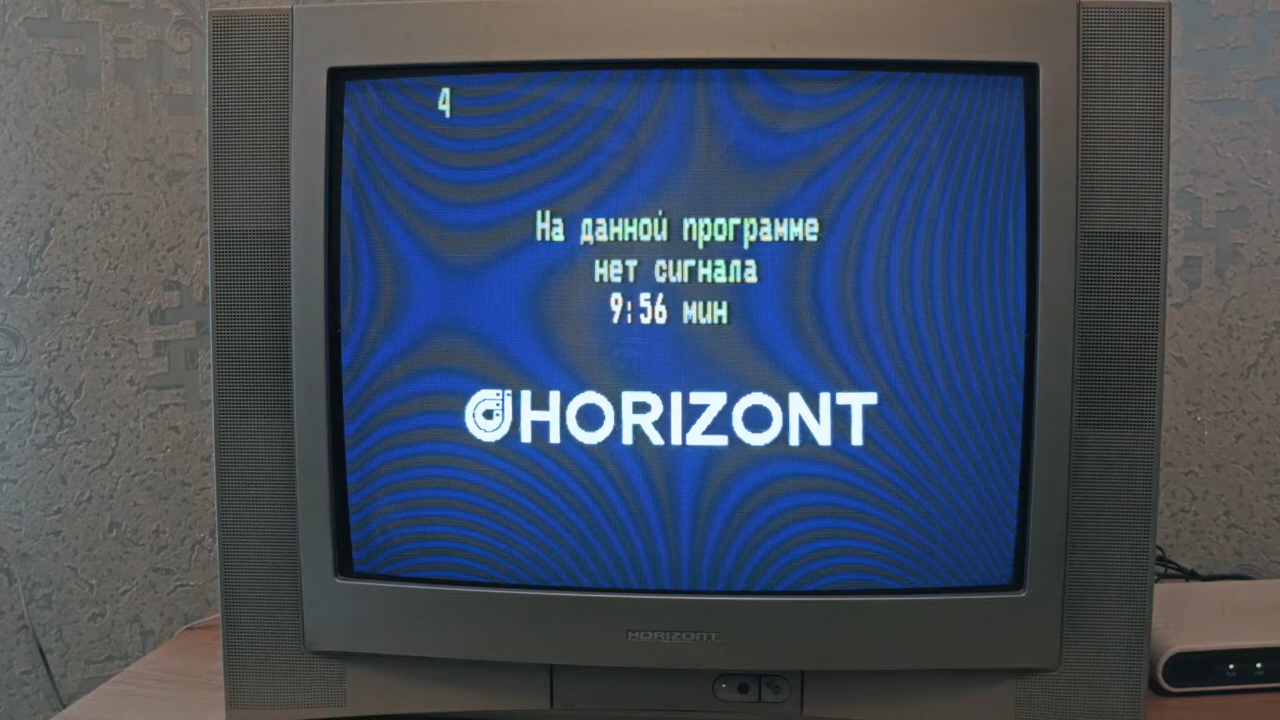 4
На данной программе
нет сигнала
9:56 мин
HORIZONT
HORIZONT